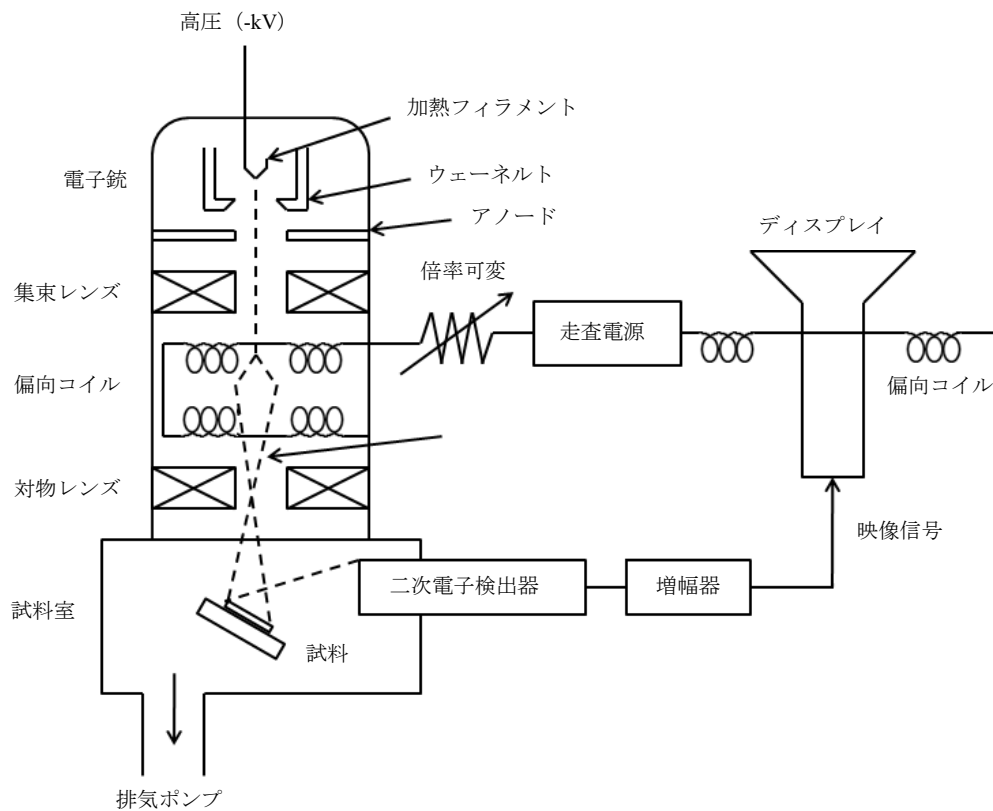 高圧（-kV）
加熱フィラメント
電子銃
ウェーネルト
アノード
ディスプレイ
集束レンズ
倍率可変
走査電源
偏向コイル
偏向コイル
対物レンズ
映像信号
試料室
二次電子検出器
増幅器
試料
排気ポンプ